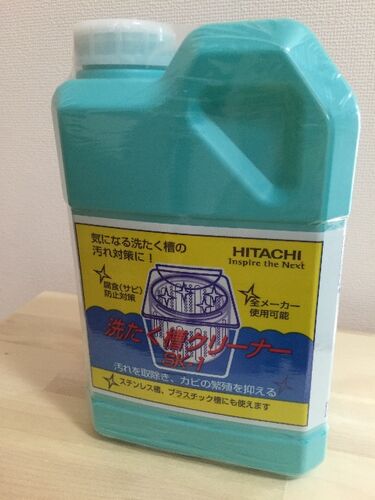 気になる洗たく槽の
汚れ対策に！
HITACHI
Inspire the Next
腐食(サビ)
防止対策
全メーカー
使用可能
洗たく槽クリーナー
SK-1
汚れを取除き、カビの繁殖を抑える
ステンレス槽、プラスチック槽にも使えます